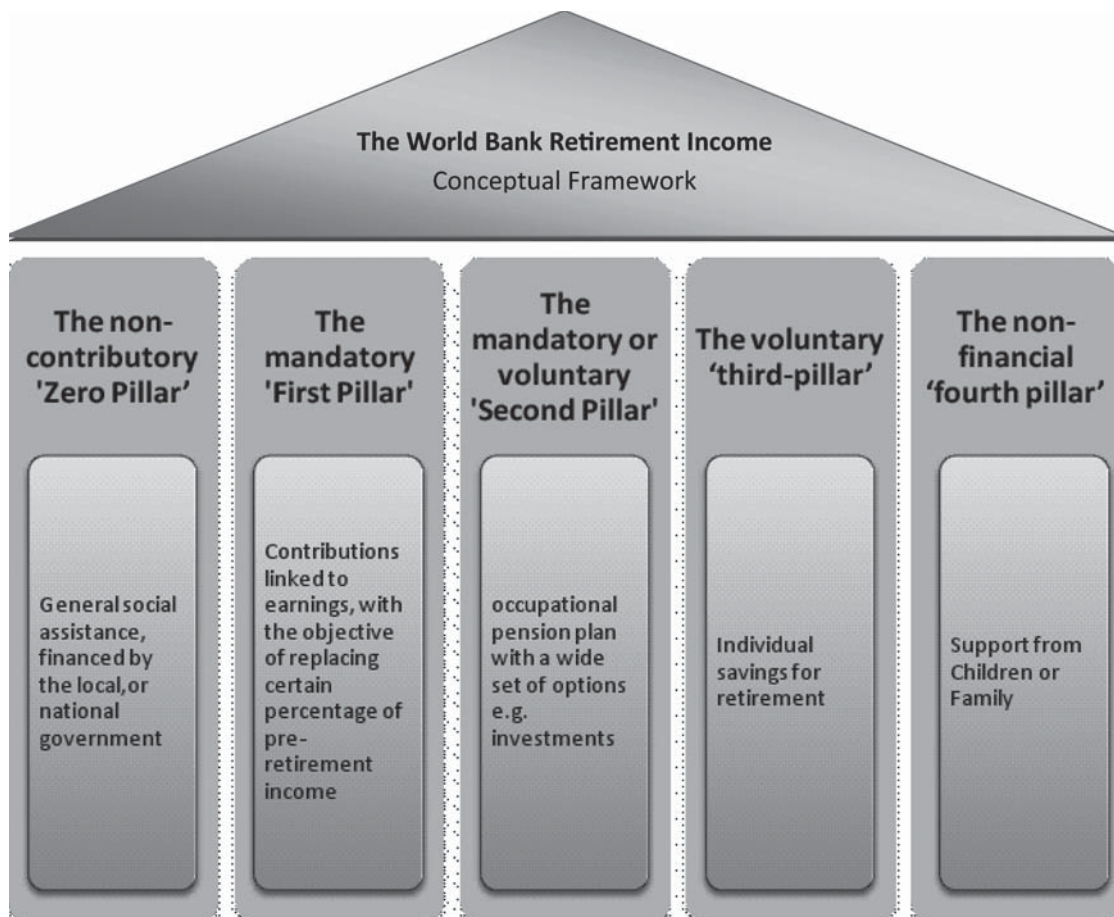 The World Bank Retirement Income
Conceptual Framework
The non-
contributory
'Zero Pillar’
General social
assistance,
financed by
the local,or
national
government
The
mandatory
'First Pillar'
Contributions
linked to
earnings, with
the objective
of replacing
certain
percentage of
pre-
retirement
income
The
mandatory or
voluntary
'Second Pillar'
occupational
pension plan
with a wide
set of options
e.g.
investments
The voluntary
‘third-pillar’
Individual
savings for
retirement
The non-
financial
‘fourth pillar’
Support from
Children or
Family